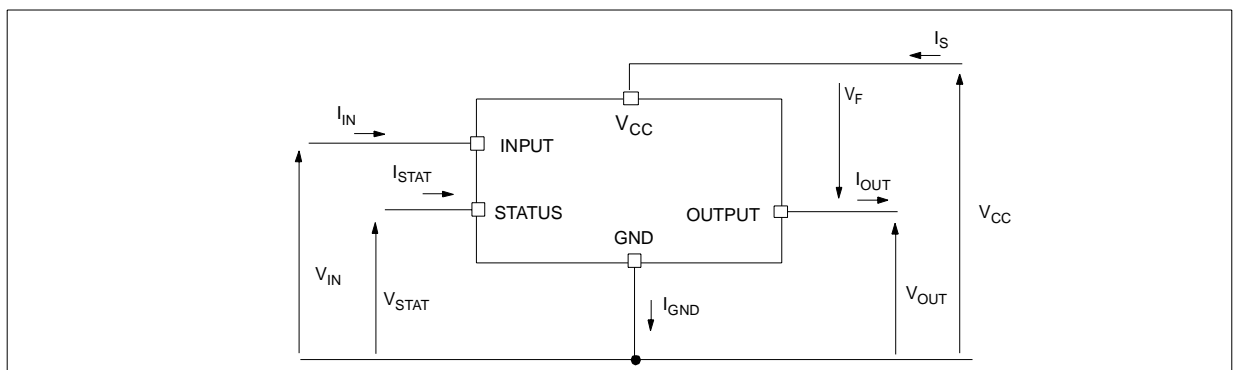 I_S
V_F
V_CC
I_IN
INPUT
I_STAT
I_OUT
STATUS
OUTPUT
V_CC
GND
V_IN
V_STAT
V_OUT
I_GND